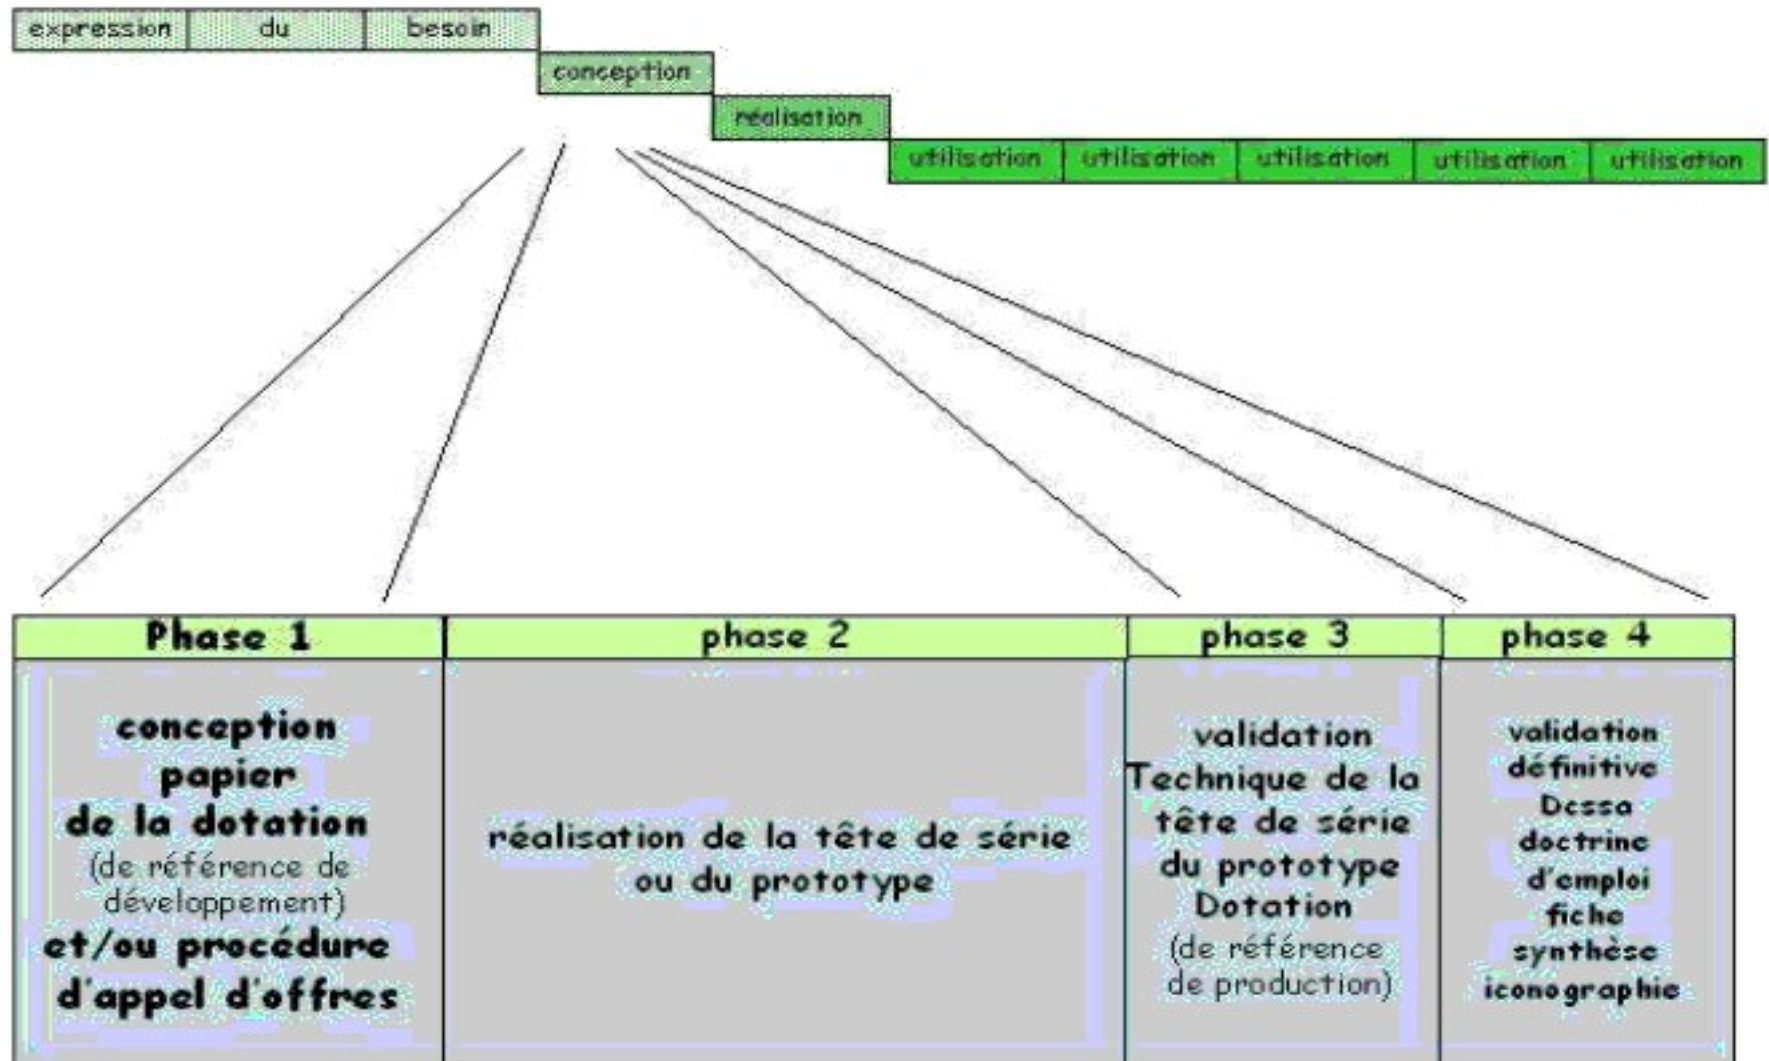 expression du besoin
conception
réalisation
utilisation utilisation utilisation utilisation utilisation
Phase 1
conception
papier
de la dotation
(de référence de
développement)
et/ou procédure
d'appel d'offres
phase 2
réalisation de la tête de série
ou du prototype
phase 3
validation
Technique de la
tête de série
du prototype
Dotation
(de référence
de production)
phase 4
validation
définitive
Dcssa
doctrine
d'emploi
fiche
synthèse
iconographie